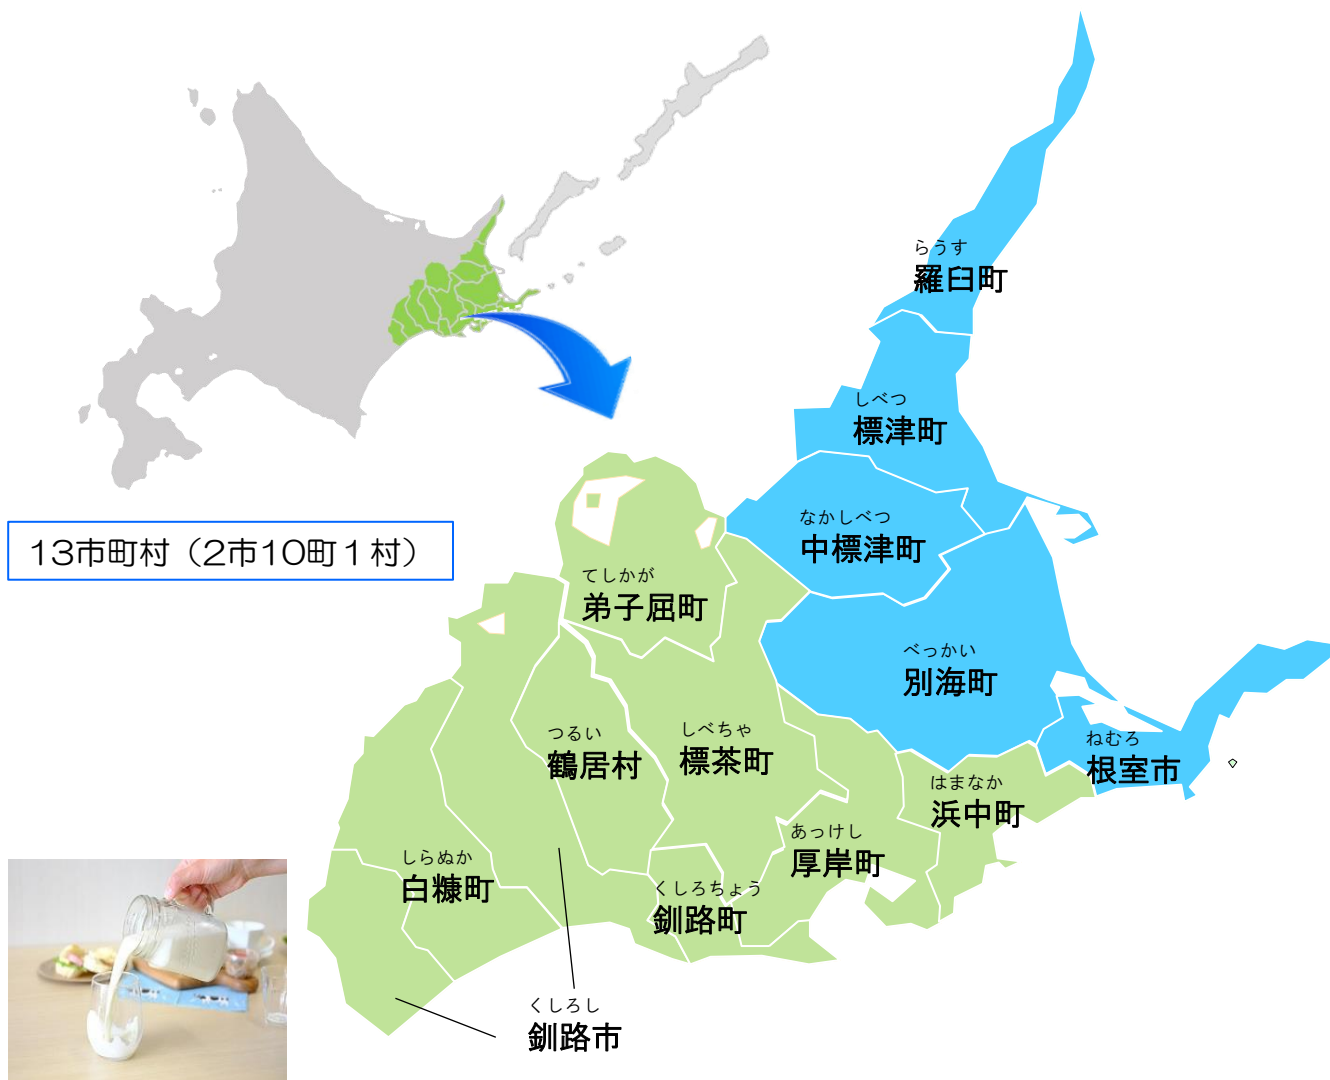 らうす
羅臼町
しべつ
標津町
なかしべつ
中標津町
13市町村（2市10町１村）
てしかが
弟子屈町
べっかい
別海町
つるい
鶴居村
しべちゃ
標茶町
ねむろ
根室市
はまなか
浜中町
あっけし
厚岸町
しらぬか
白糠町
くしろちょう
釧路町
くしろし
釧路市